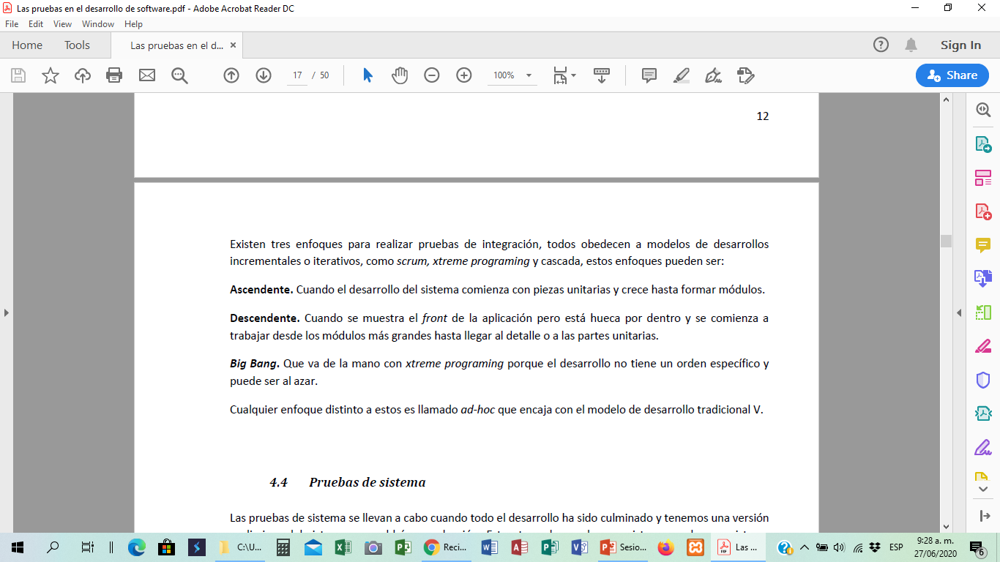 Las pruebas en el desarrollo de software.pdf - Adobe Acrobat Reader DC
File Edit View Window Help
Home Tools Las pruebas en el d... × Sign In
17 / 50 100% Share
12
Existen tres enfoques para realizar pruebas de integración, todos obedecen a modelos de desarrollos
incrementales o iterativos, como scrum, xtreme programing y cascada, estos enfoques pueden ser:
Ascendente. Cuando el desarrollo del sistema comienza con piezas unitarias y crece hasta formar módulos.
Descendente. Cuando se muestra el front de la aplicación pero está hueca por dentro y se comienza a
trabajar desde los módulos más grandes hasta llegar al detalle o a las partes unitarias.
Big Bang. Que va de la mano con xtreme programing porque el desarrollo no tiene un orden específico y
puede ser al azar.
Cualquier enfoque distinto a estos es llamado ad-hoc que encaja con el modelo de desarrollo tradicional V.
4.4 Pruebas de sistema
Las pruebas de sistema se llevan a cabo cuando todo el desarrollo ha sido culminado y tenemos una versión
C:\U... Reci... Sesio... Las ... ESP 9:28 a. m.
27/06/2020 6